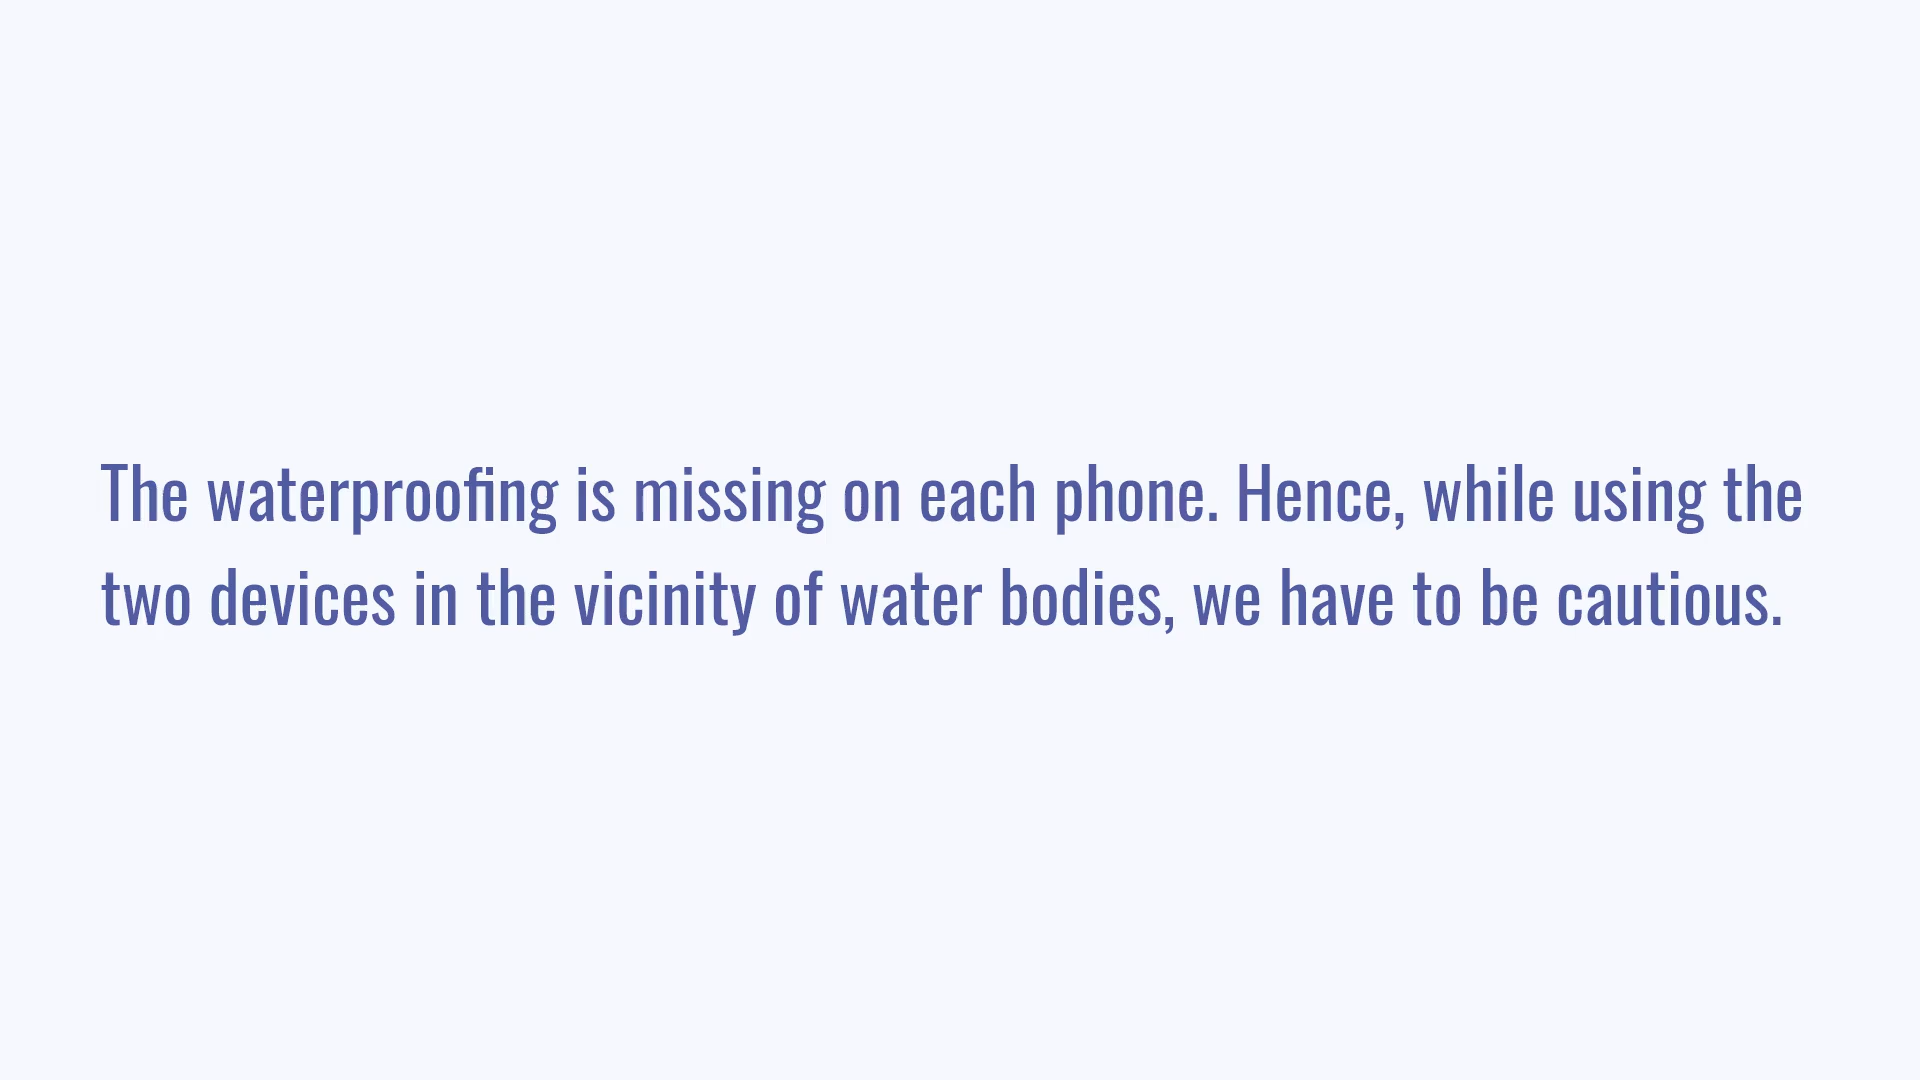 The waterproofing is missing on each phone. Hence, while using the
two devices in the vicinity of water bodies, we have to be cautious.